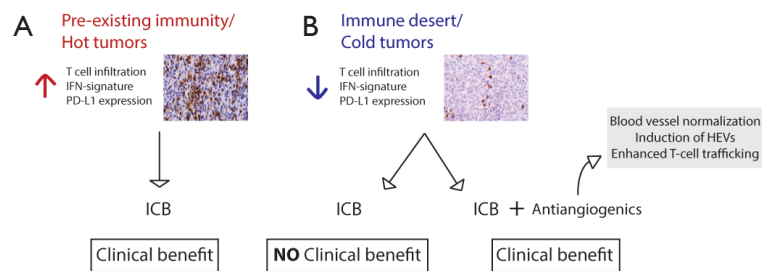 A
Pre-existing immunity/
Hot tumors
T cell infiltration
IFN-signature
PD-L1 expression
ICB
Clinical benefit
B
Immune desert/
Cold tumors
T cell infiltration
IFN-signature
PD-L1 expression
ICB
NO Clinical benefit
ICB + Antiangiogenics
Clinical benefit
Blood vessel normalization
Induction of HEVs
Enhanced T-cell trafficking